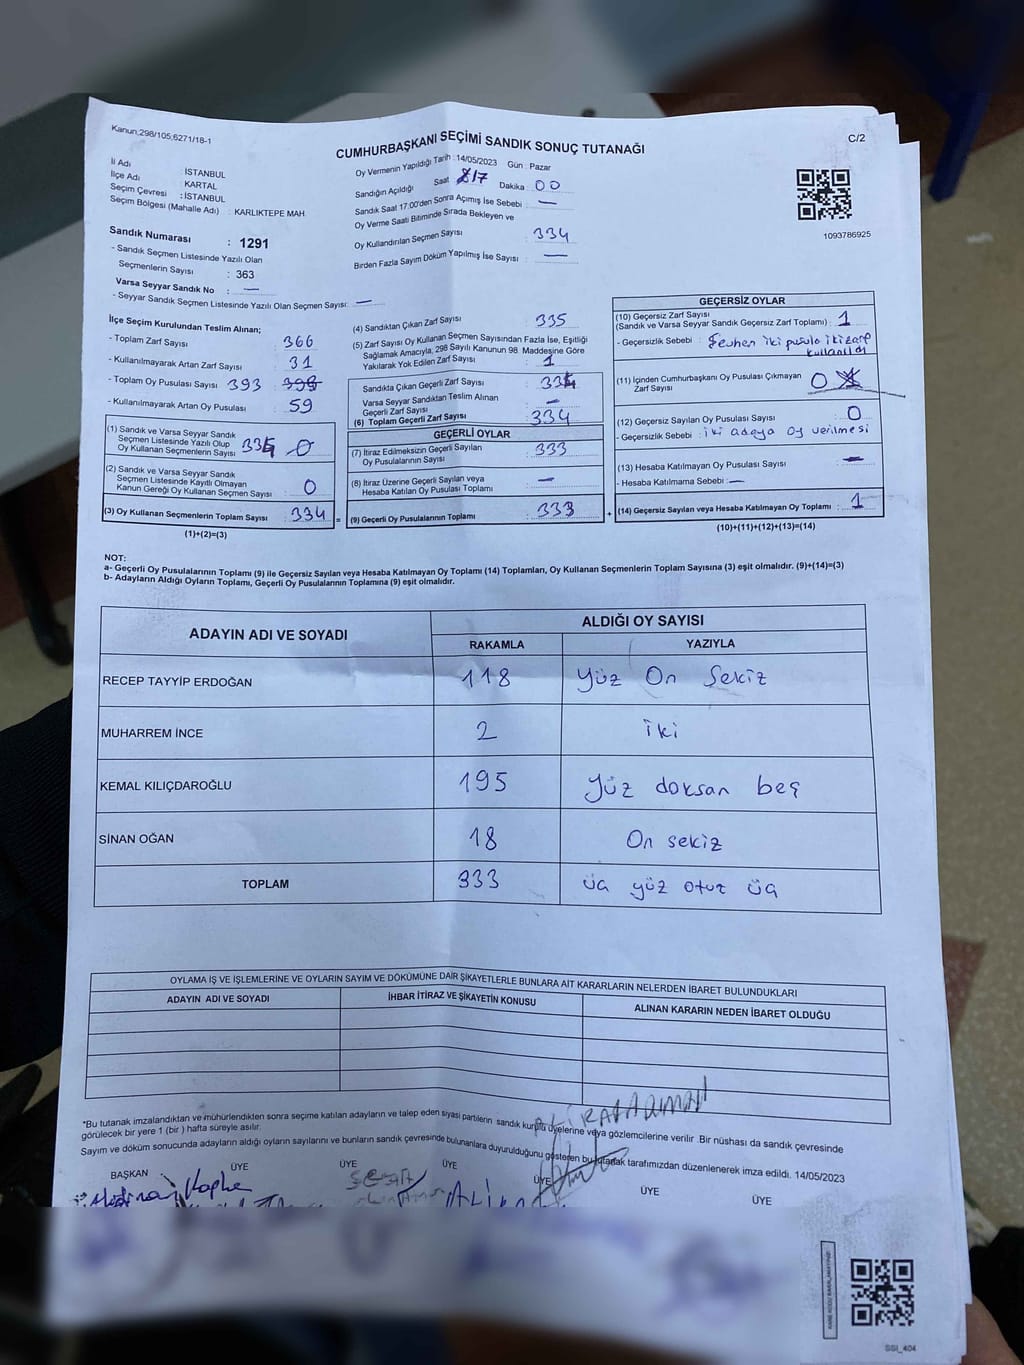 Kanun;298/105;6271/18-1
C/2
CUMHURBAŞKANI SEÇİMİ SANDIK SONUÇ TUTANAĞI
İl Adı : İSTANBUL
İlçe Adı : KARTAL
Seçim Çevresi : İSTANBUL
Seçim Bölgesi (Mahalle Adı) : KARLIKTEPE MAH
Sandık Numarası : 1291
- Sandık Seçmen Listesinde Yazılı Olan
Seçmenlerin Sayısı : 363
Varsa Seyyar Sandık No : —
- Seyyar Sandık Seçmen Listesinde Yazılı Olan Seçmen Sayısı: —
Oy Vermenin Yapıldığı Tarih : 14/05/2023 Gün : Pazar
Sandığın Açıldığı Saat 17 Dakika : 00
Sandık Saat 17:00'den Sonra Açımış İse Sebebi : —
Oy Verme Saati Bitiminde Sırada Bekleyen ve
Oy Kullandırılan Seçmen Sayısı : 334
Birden Fazla Sayım Döküm Yapılmış İse Sayısı : —
1093786925
İlçe Seçim Kurulundan Teslim Alınan;
- Toplam Zarf Sayısı : 366
- Kullanılmayarak Artan Zarf Sayısı : 31
- Toplam Oy Pusulası Sayısı 393
- Kullanılmayarak Artan Oy Pusulası : 59
(1) Sandık ve Varsa Seyyar Sandık
Seçmen Listesinde Yazılı Olup
Oy Kullanan Seçmenlerin Sayısı : 334
(2) Sandık ve Varsa Seyyar Sandık
Seçmen Listesinde Kayıtlı Olmayan
Kanun Gereği Oy Kullanan Seçmen Sayısı : 0
(3) Oy Kullanan Seçmenlerin Toplam Sayısı : 334 =
(1)+(2)=(3)
(4) Sandıktan Çıkan Zarf Sayısı : 335
(5) Zarf Sayısı Oy Kullanan Seçmen Sayısından Fazla İse, Eşitliği
Sağlamak Amacıyla, 298 Sayılı Kanunun 98. Maddesine Göre
Yakılarak Yok Edilen Zarf Sayısı : 1
Sandıkta Çıkan Geçerli Zarf Sayısı : 334
Varsa Seyyar Sandıktan Teslim Alınan
Geçerli Zarf Sayısı : —
(6) Toplam Geçerli Zarf Sayısı : 334
GEÇERLİ OYLAR
(7) İtiraz Edilmeksizin Geçerli Sayılan
Oy Pusulalarının Sayısı : 333
(8) İtiraz Üzerine Geçerli Sayılan veya
Hesaba Katılan Oy Pusulası Toplamı : —
(9) Geçerli Oy Pusulalarının Toplamı : 333 +
GEÇERSİZ OYLAR
(10) Geçersiz Zarf Sayısı
(Sandık ve Varsa Seyyar Sandık Geçersiz Zarf Toplamı) : 1
- Geçersizlik Sebebi : Sevhen iki pusula iki zarf
kullanıldı
(11) İçinden Cumhurbaşkanı Oy Pusulası Çıkmayan
Zarf Sayısı : 0
(12) Geçersiz Sayılan Oy Pusulası Sayısı : 0
- Geçersizlik Sebebi : iki adaya oy verilmesi
(13) Hesaba Katılmayan Oy Pusulası Sayısı : —
- Hesaba Katılmama Sebebi : —
(14) Geçersiz Sayılan veya Hesaba Katılmayan Oy Toplamı : 1
(10)+(11)+(12)+(13)=(14)
NOT:
a- Geçerli Oy Pusulalarının Toplamı (9) ile Geçersiz Sayılan veya Hesaba Katılmayan Oy Toplamı (14) Toplamları, Oy Kullanan Seçmenlerin Toplam Sayısına (3) eşit olmalıdır. (9)+(14)=(3)
b- Adayların Aldığı Oyların Toplamı, Geçerli Oy Pusulalarının Toplamına (9) eşit olmalıdır.
ADAYIN ADI VE SOYADI ALDIĞI OY SAYISI
RAKAMLA YAZIYLA
RECEP TAYYİP ERDOĞAN 118 Yüz On Sekiz
MUHARREM İNCE 2 iki
KEMAL KILIÇDAROĞLU 195 Yüz doksan beş
SİNAN OĞAN 18 On sekiz
TOPLAM 333 üç yüz otuz üç
OYLAMA İŞ VE İŞLEMLERİNE VE OYLARIN SAYIM VE DÖKÜMÜNE DAİR ŞİKAYETLERLE BUNLARA AİT KARARLARIN NELERDEN İBARET BULUNDUKLARI
ADAYIN ADI VE SOYADI İHBAR İTİRAZ VE ŞİKAYETİN KONUSU ALINAN KARARIN NEDEN İBARET OLDUĞU
*Bu tutanak imzalandıktan ve mühürlendikten sonra seçime katılan adayların ve talep eden siyasi partilerin sandık kurulu üyelerine veya gözlemcilerine verilir. Bir nüshası da sandık çevresinde
görülecek bir yere 1 (bir) hafta süreyle asılır.
Sayım ve döküm sonucunda adayların aldığı oyların sayılarını ve bunların sandık çevresinde bulunanlara duyurulduğunu gösteren bu tutanak tarafımızdan düzenlenerek imza edildi. 14/05/2023
BAŞKAN ÜYE ÜYE ÜYE ÜYE ÜYE ÜYE
SSI_404